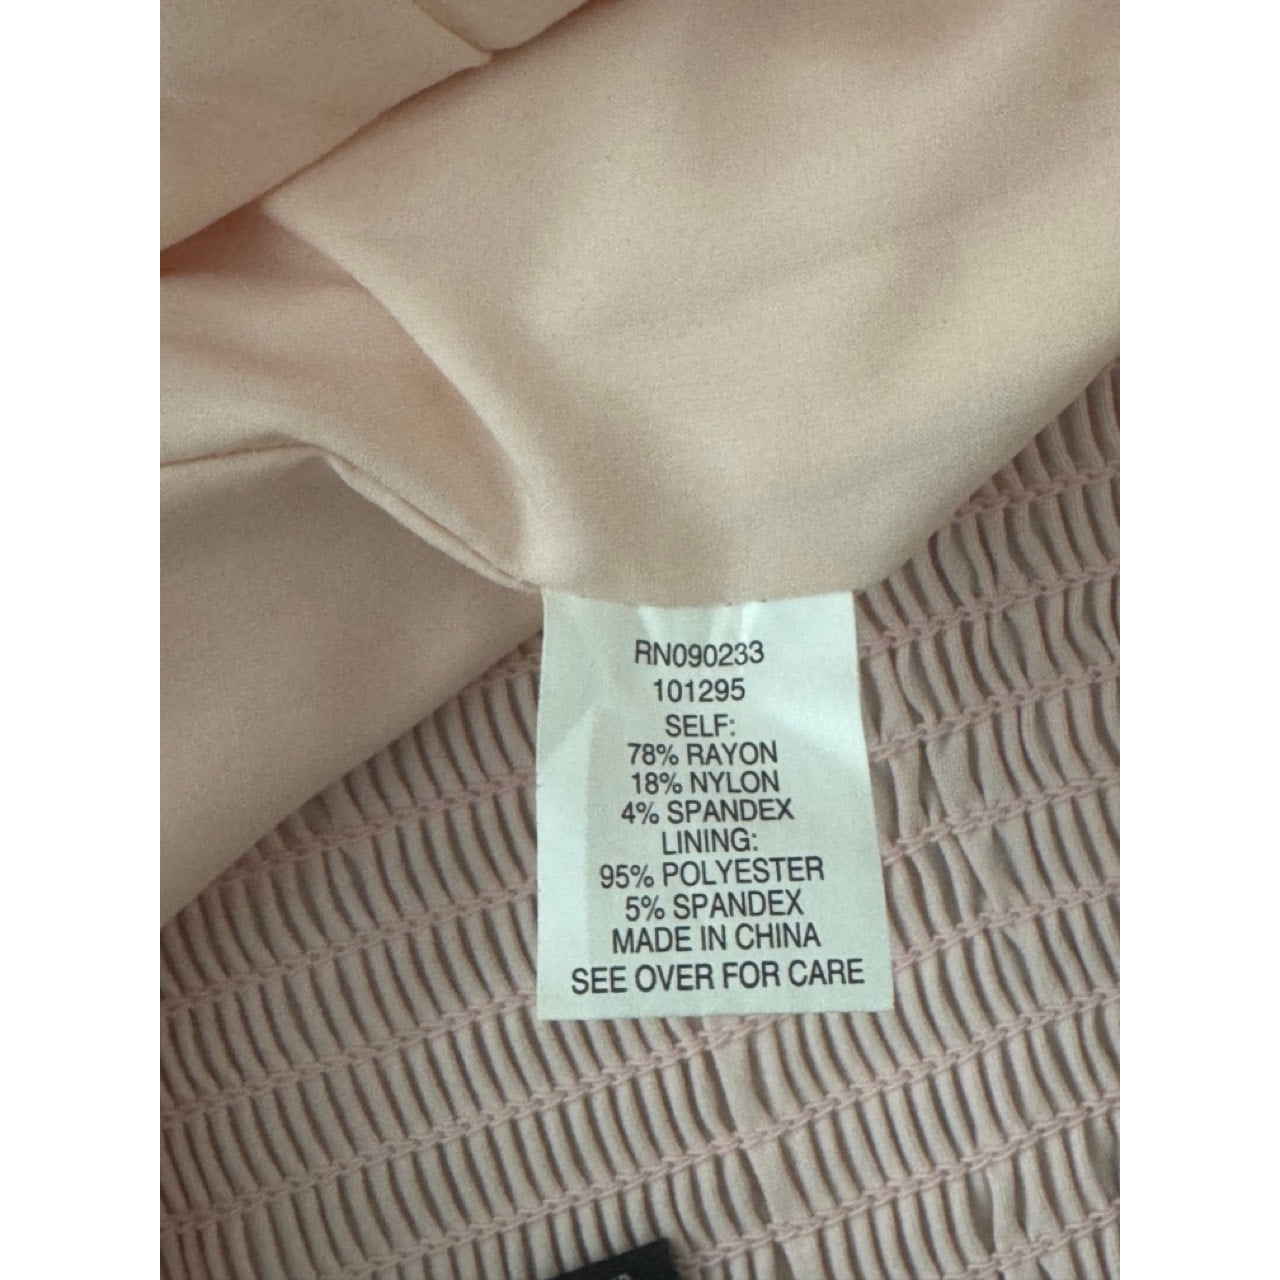 RN090233
101295
SELF:
78% RAYON
18% NYLON
4% SPANDEX
LINING:
95% POLYESTER
5% SPANDEX
MADE IN CHINA
SEE OVER FOR CARE